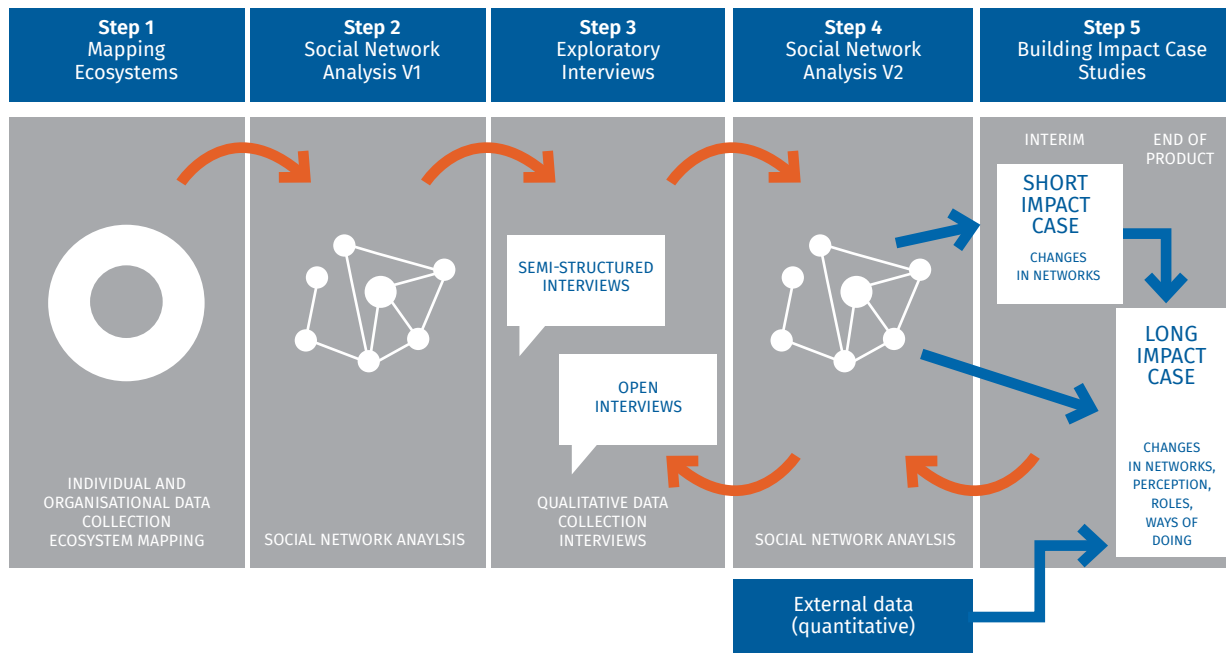 Step 1
Mapping
Ecosystems
Step 2
Social Network
Analysis V1
Step 3
Exploratory
Interviews
Step 4
Social Network
Analysis V2
Step 5
Building Impact Case
Studies
INDIVIDUAL AND
ORGANISATIONAL DATA
COLLECTION
ECOSYSTEM MAPPING
SOCIAL NETWORK ANAYLSIS
SEMI-STRUCTURED
INTERVIEWS
OPEN
INTERVIEWS
QUALITATIVE DATA
COLLECTION
INTERVIEWS
SOCIAL NETWORK ANAYLSIS
INTERIM
END OF
PRODUCT
SHORT
IMPACT
CASE
CHANGES
IN NETWORKS
LONG
IMPACT
CASE
CHANGES
IN NETWORKS,
PERCEPTION,
ROLES,
WAYS OF
DOING
External data
(quantitative)